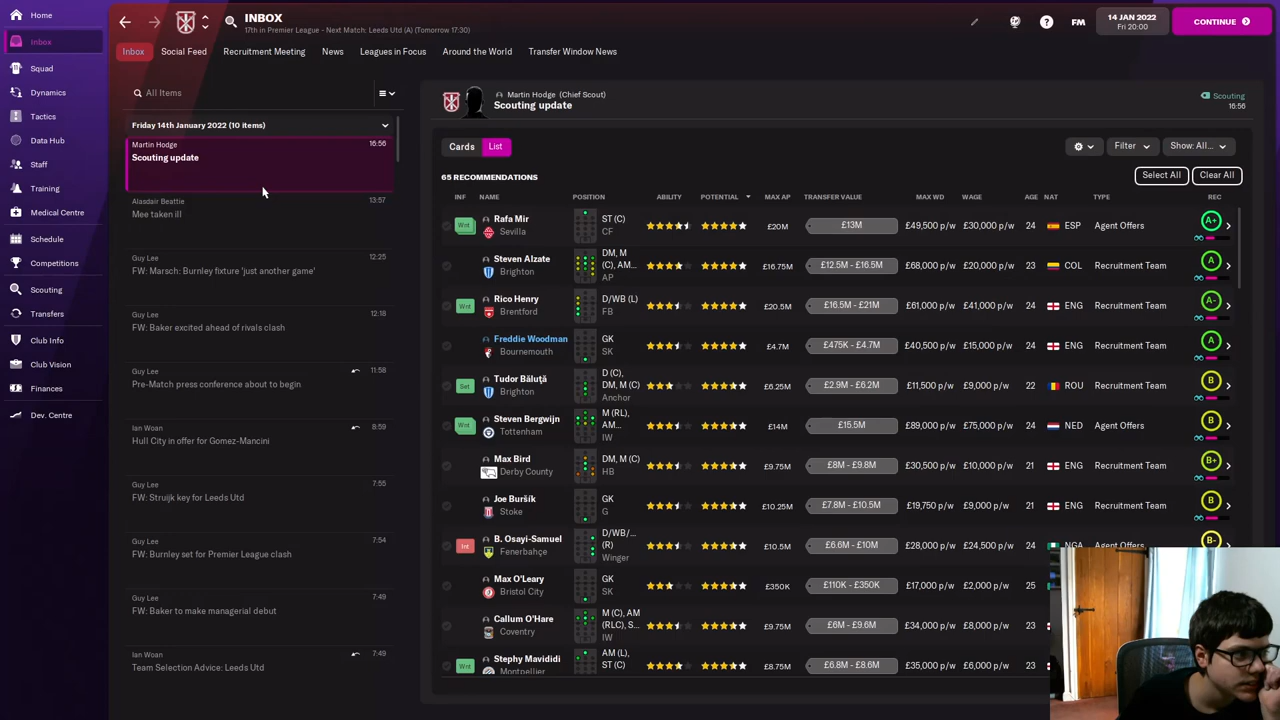 Home
Inbox
Squad
Dynamics
Tactics
Data Hub
Staff
Training
Medical Centre
Schedule
Competitions
Scouting
Transfers
Club Info
Club Vision
Finances
Dev. Centre
INBOX
17th in Premier League - Next Match: Leeds Utd (A) (Tomorrow 17:30)
FM
14 JAN 2022
Fri 20:00
CONTINUE
Inbox Social Feed Recruitment Meeting News Leagues in Focus Around the World Transfer Window News
All Items
Friday 14th January 2022 (10 items)
Martin Hodge 16:56
Scouting update
Alasdair Beattie 13:57
Mee taken ill
Guy Lee 12:25
FW: Marsch: Burnley fixture 'just another game'
Guy Lee 12:18
FW: Baker excited ahead of rivals clash
Guy Lee 11:58
Pre-Match press conference about to begin.
Ian Woan 8:59
Hull City in offer for Gomez-Mancini
Guy Lee 7:55
FW: Struijk key for Leeds Utd
Guy Lee 7:54
FW: Burnley set for Premier League clash
Guy Lee 7:49
FW: Baker to make managerial debut
Ian Woan 7:49
Team Selection Advice: Leeds Utd
Martin Hodge (Chief Scout)
Scouting update
Scouting
16:56
Cards List
Filter Show: All...
65 RECOMMENDATIONS
Select All Clear All
INF NAME POSITION ABILITY POTENTIAL MAX AP TRANSFER VALUE MAX WD WAGE AGE NAT TYPE REC
Wnt Rafa Mir Sevilla ST (C) CF £20M £13M £49,500 p/w £30,000 p/w 24 ESP Agent Offers A+
Steven Alzate Brighton DM, M (C), AM... AP £16.75M £12.5M - £16.5M £68,000 p/w £20,000 p/w 23 COL Recruitment Team A
Wnt Rico Henry Brentford D/WB (L) FB £20.5M £16.5M - £21M £61,000 p/w £41,000 p/w 24 ENG Recruitment Team A-
Freddie Woodman Bournemouth GK SK £4.7M £475K - £4.7M £40,500 p/w £15,000 p/w 24 ENG Recruitment Team A
Set Tudor Băluţă Brighton D (C), DM, M (C) Anchor £6.25M £2.9M - £6.2M £11,500 p/w £9,000 p/w 22 ROU Recruitment Team B
Wnt Steven Bergwijn Tottenham M (RL), AM... IW £14M £15.5M £89,000 p/w £75,000 p/w 24 NED Agent Offers B
Max Bird Derby County DM, M (C) HB £9.75M £8M - £9.8M £30,500 p/w £10,000 p/w 21 ENG Recruitment Team B+
Joe Buršík Stoke GK G £10.25M £7.8M - £10.5M £19,750 p/w £9,000 p/w 21 ENG Recruitment Team B
Int B. Osayi-Samuel Fenerbahçe D/WB/... (R) Winger £10.5M £6.6M - £10M £28,000 p/w £24,500 p/w 24 NGA Agent Offers B-
Max O'Leary Bristol City GK SK £350K £110K - £350K £17,000 p/w £2,000 p/w 25
Callum O'Hare Coventry M (C), AM (RLC), S... IW £9.75M £6M - £9.6M £34,000 p/w £8,000 p/w 23
Wnt Stephy Mavididi Montpellier AM (L), ST (C) £8.75M £6.8M - £8.6M £35,000 p/w £6,000 p/w 23